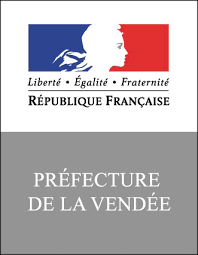 Liberté • Égalité • Fraternité
RÉPUBLIQUE FRANÇAISE
PRÉFECTURE
DE LA VENDÉE